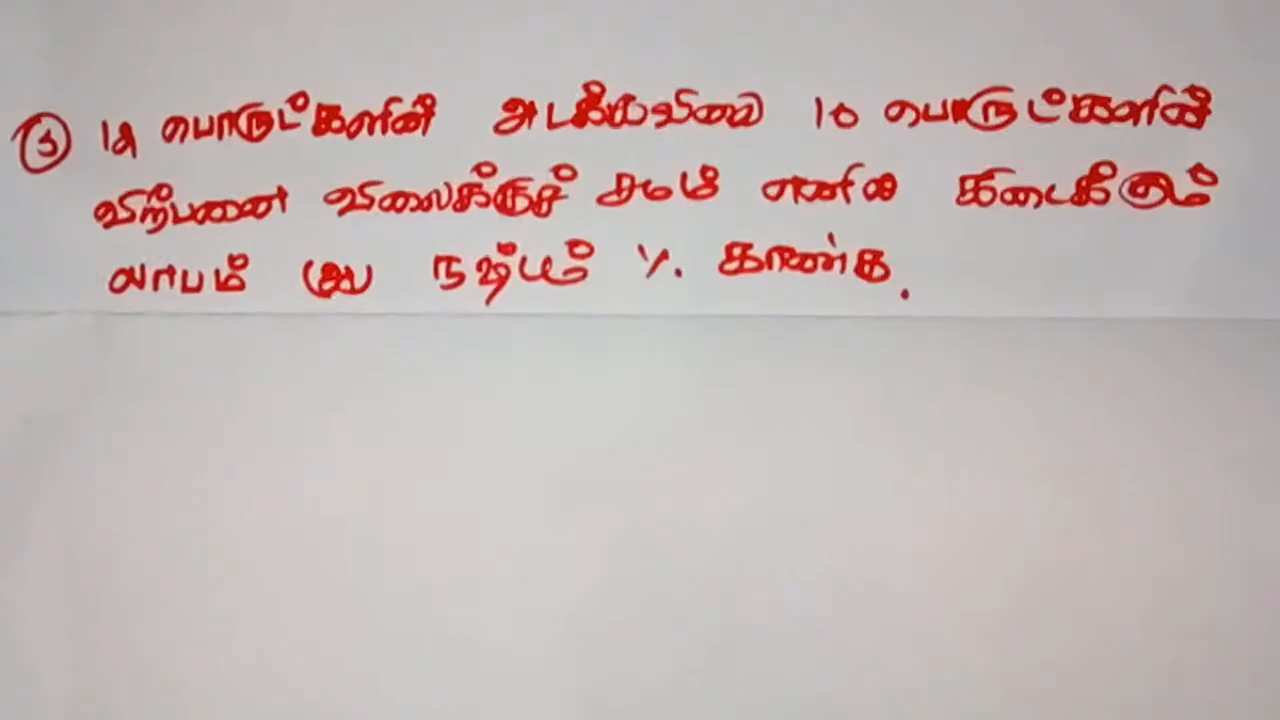 ③ 12 பொருட்களின் அடக்கவிலை 10 பொருட்களின்
விற்பனை விலைக்குச் சமம் எனில் கிடைக்கும்
லாபம் (அ) நஷ்டம் % காண்க.